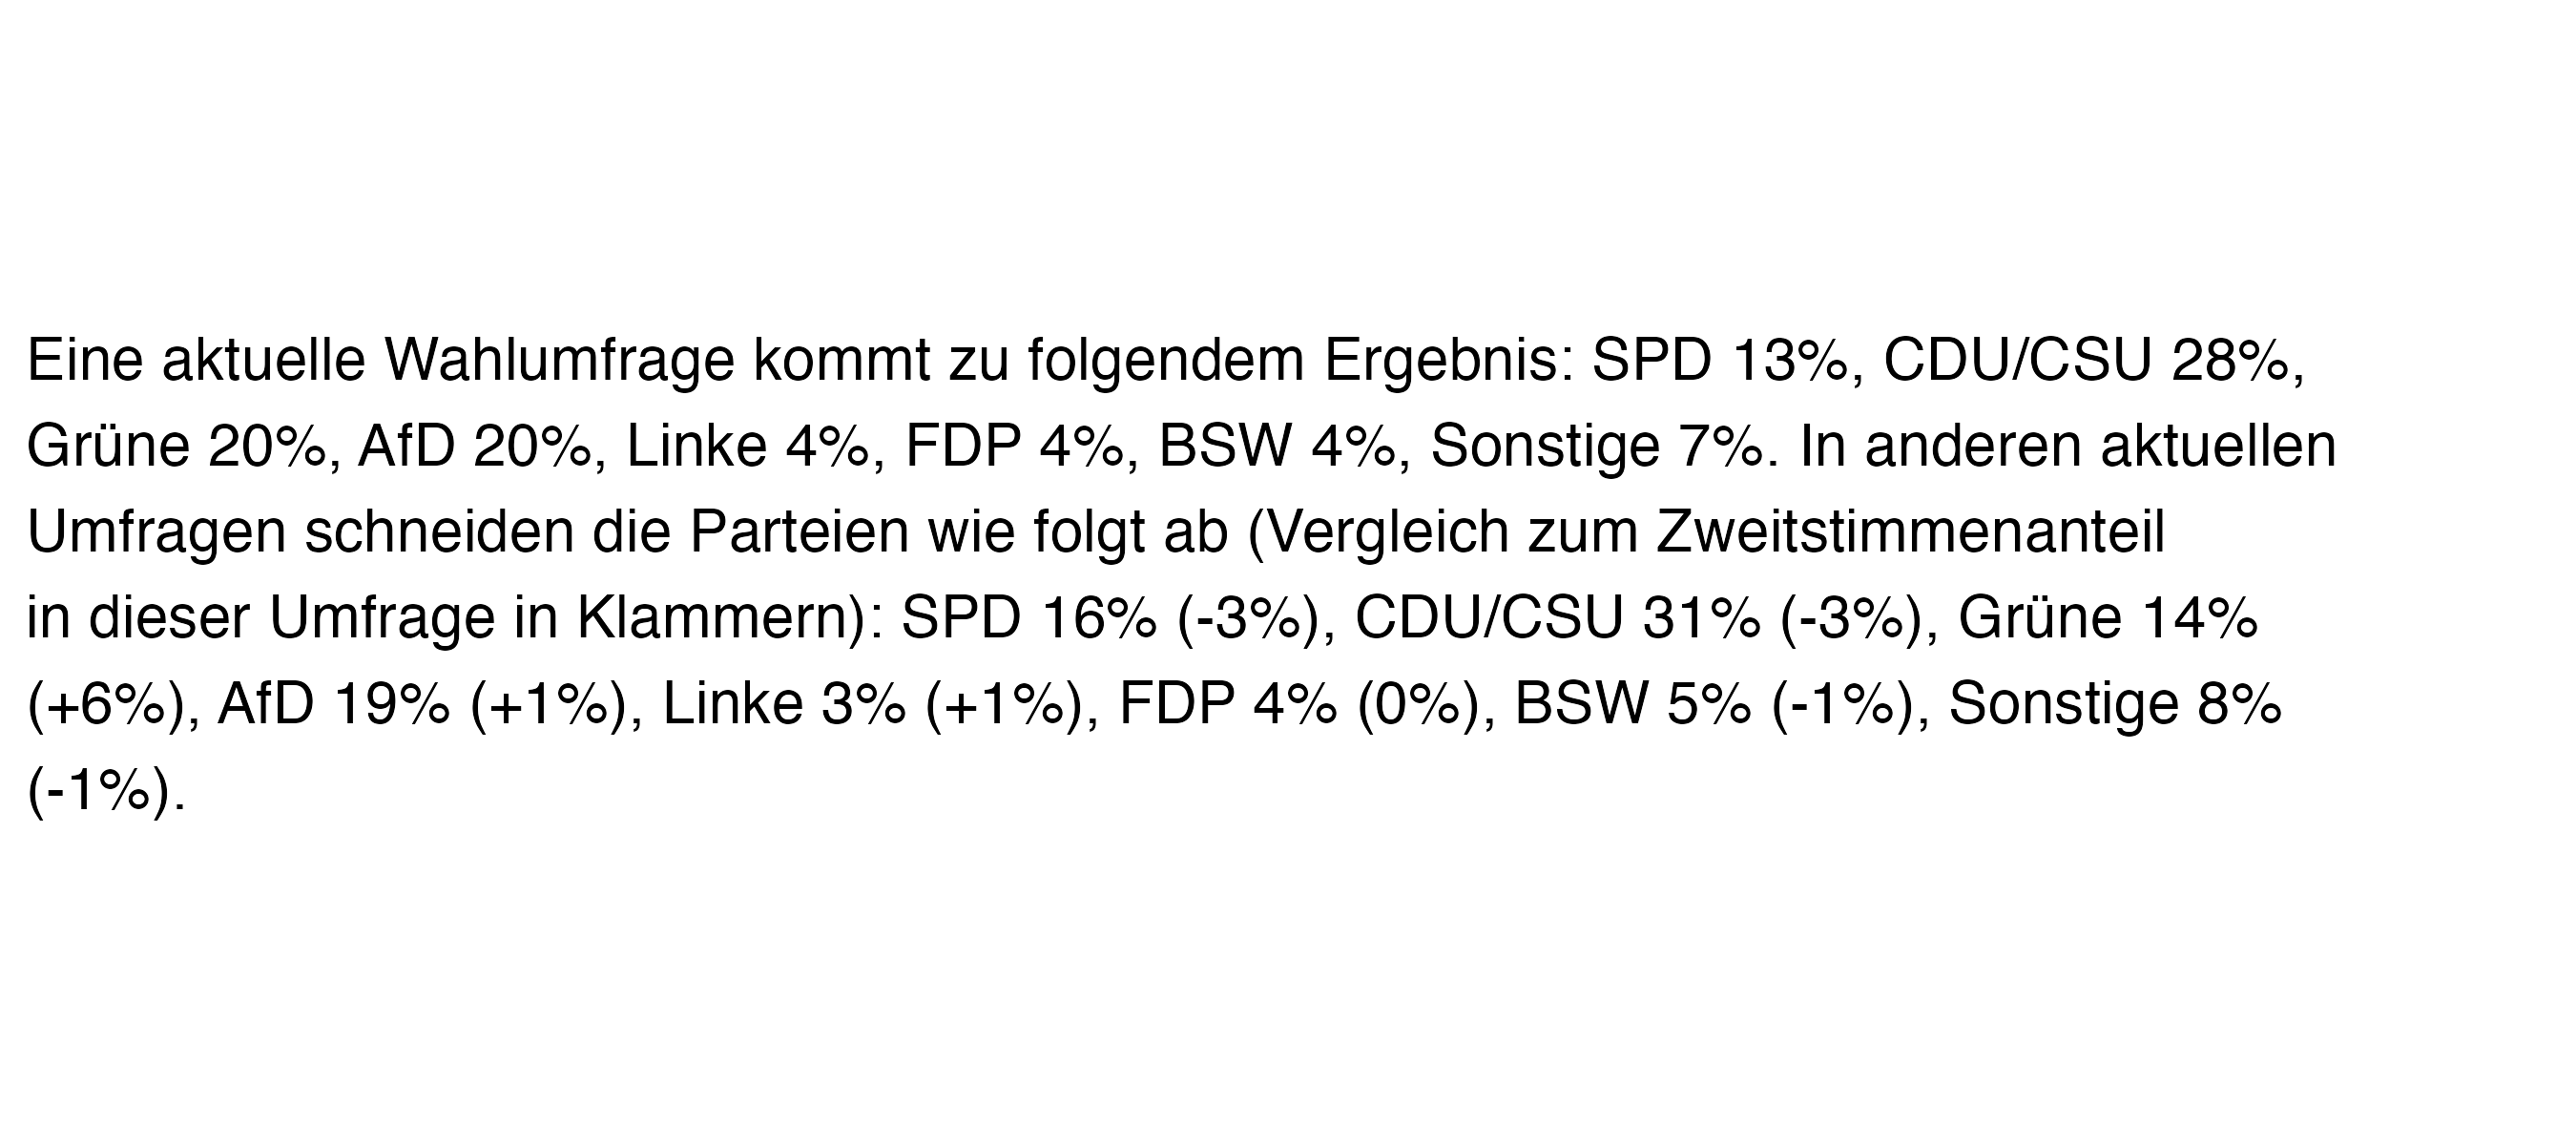 Eine aktuelle Wahlumfrage kommt zu folgendem Ergebnis: SPD 13%, CDU/CSU 28%,
Grüne 20%, AfD 20%, Linke 4%, FDP 4%, BSW 4%, Sonstige 7%. In anderen aktuellen
Umfragen schneiden die Parteien wie folgt ab (Vergleich zum Zweitstimmenanteil
in dieser Umfrage in Klammern): SPD 16% (-3%), CDU/CSU 31% (-3%), Grüne 14%
(+6%), AfD 19% (+1%), Linke 3% (+1%), FDP 4% (0%), BSW 5% (-1%), Sonstige 8%
(-1%).